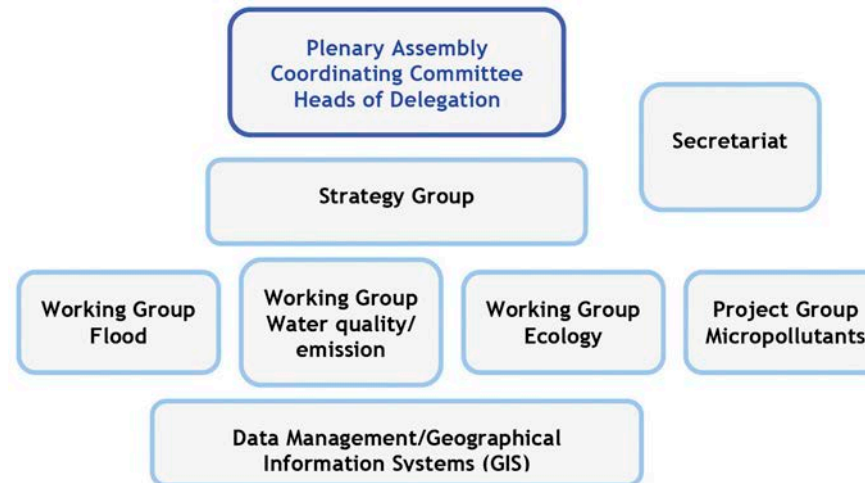 Plenary Assembly
Coordinating Committee
Heads of Delegation
Secretariat
Strategy Group
Working Group
Flood
Working Group
Water quality/
emission
Working Group
Ecology
Project Group
Micropollutants
Data Management/Geographical
Information Systems (GIS)